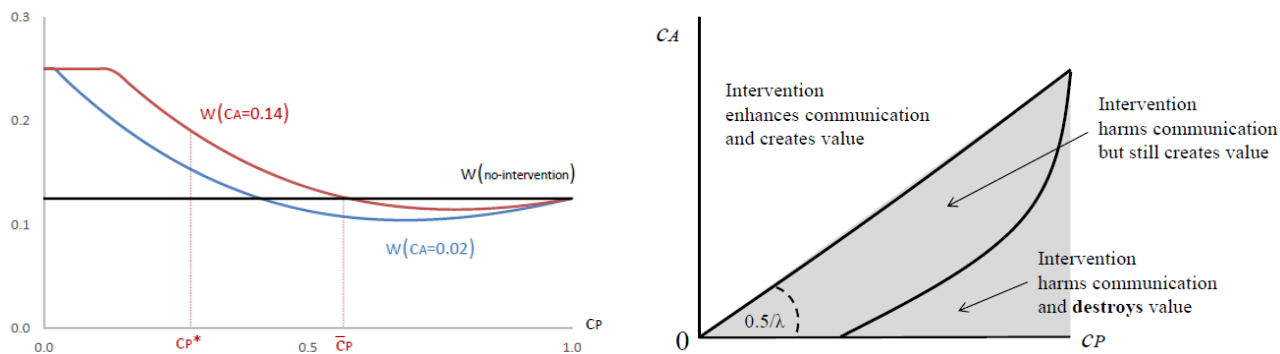 0.3
0.2
0.1
0.0
W(CA=0.14)
W(no-intervention)
W(CA=0.02)
CP
CP*
0.5
C̅P
1.0
CA
Intervention
enhances communication
and creates value
Intervention
harms communication
but still creates value
Intervention
harms communication
and destroys value
0.5/λ
0
CP